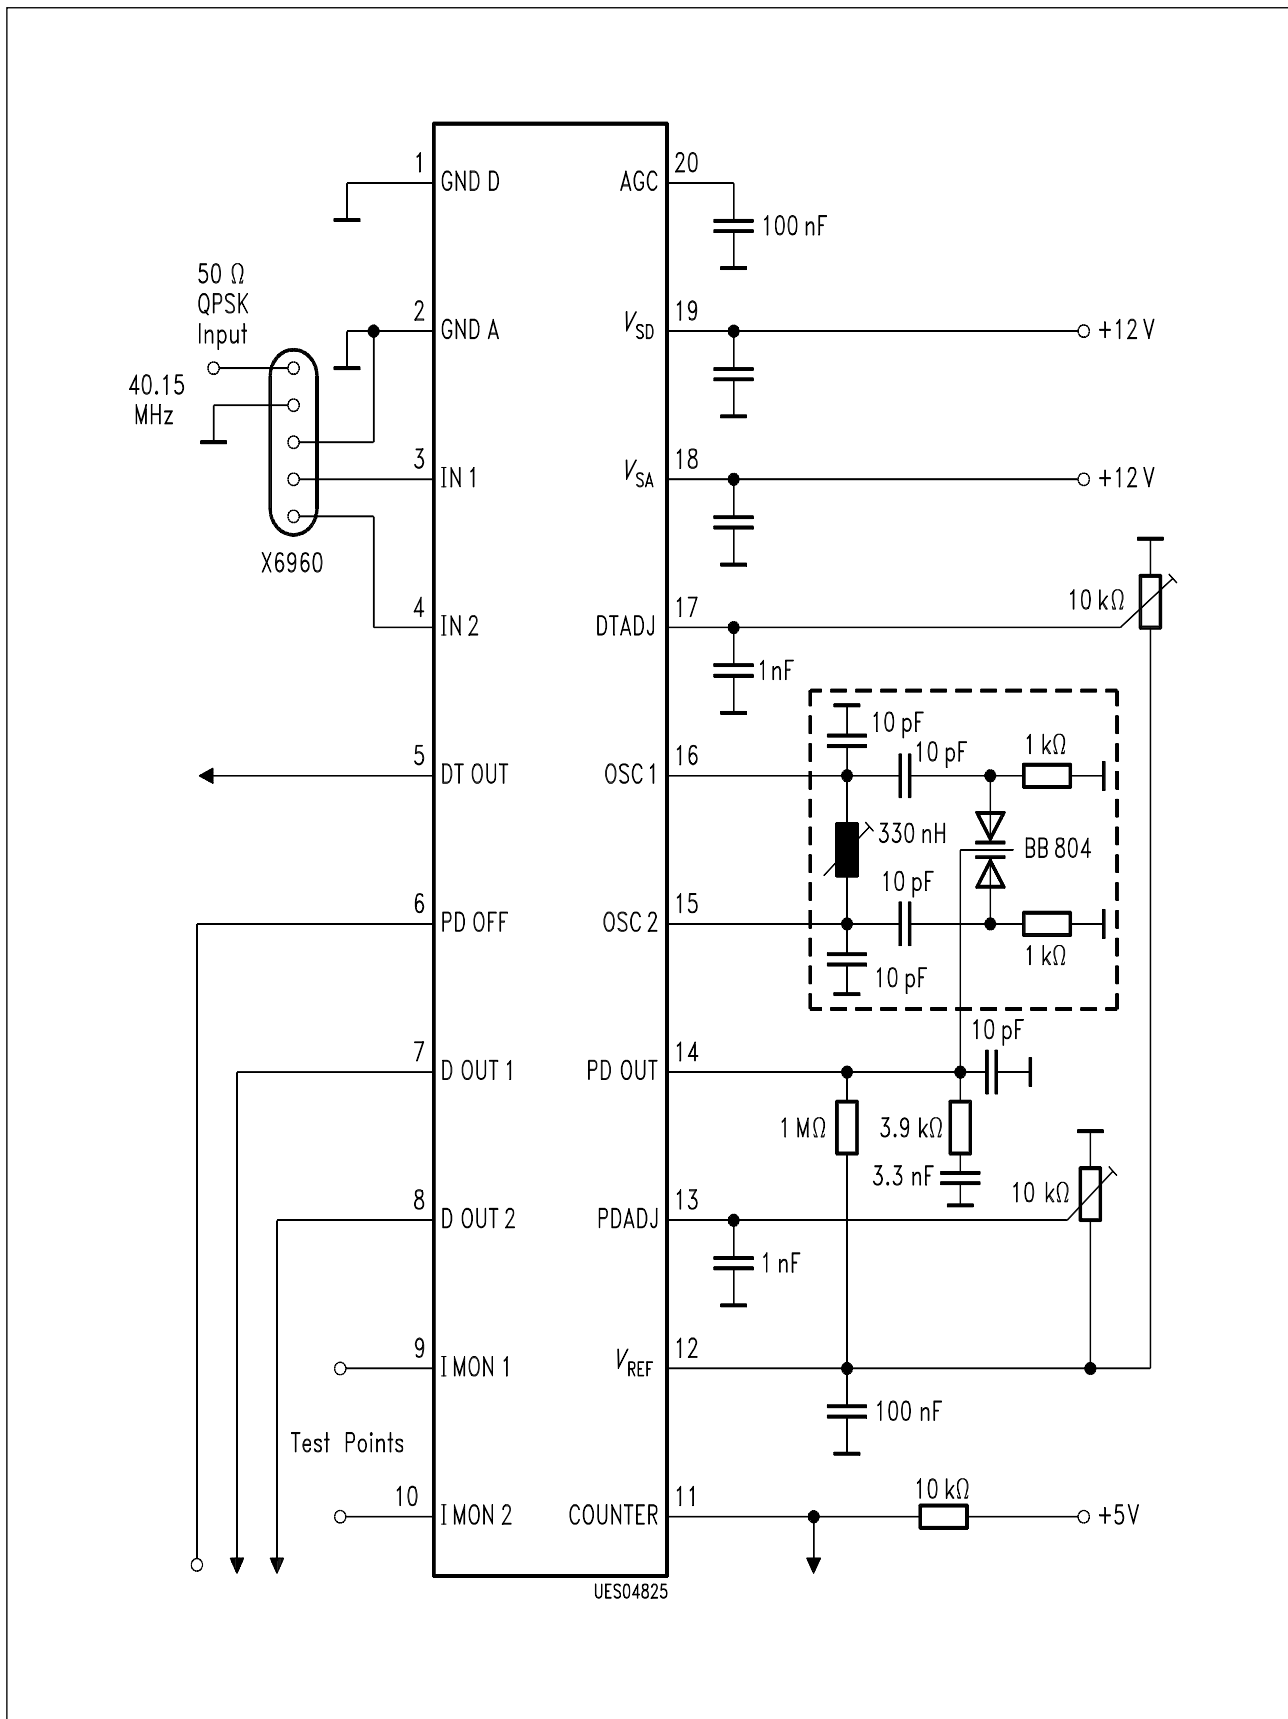 1
GND D
AGC
20
100 nF
50 Ω
QPSK
Input
2
GND A
VSD
19
+12 V
40.15
MHz
3
IN 1
VSA
18
+12 V
X6960
4
IN 2
DTADJ
17
10 kΩ
1 nF
10 pF
5
DT OUT
OSC 1
16
10 pF
1 kΩ
330 nH
BB 804
10 pF
6
PD OFF
OSC 2
15
1 kΩ
10 pF
10 pF
7
D OUT 1
PD OUT
14
1 MΩ
3.9 kΩ
3.3 nF
10 kΩ
8
D OUT 2
PDADJ
13
1 nF
9
I MON 1
VREF
12
100 nF
Test Points
10
I MON 2
COUNTER
11
10 kΩ
+5V
UES04825